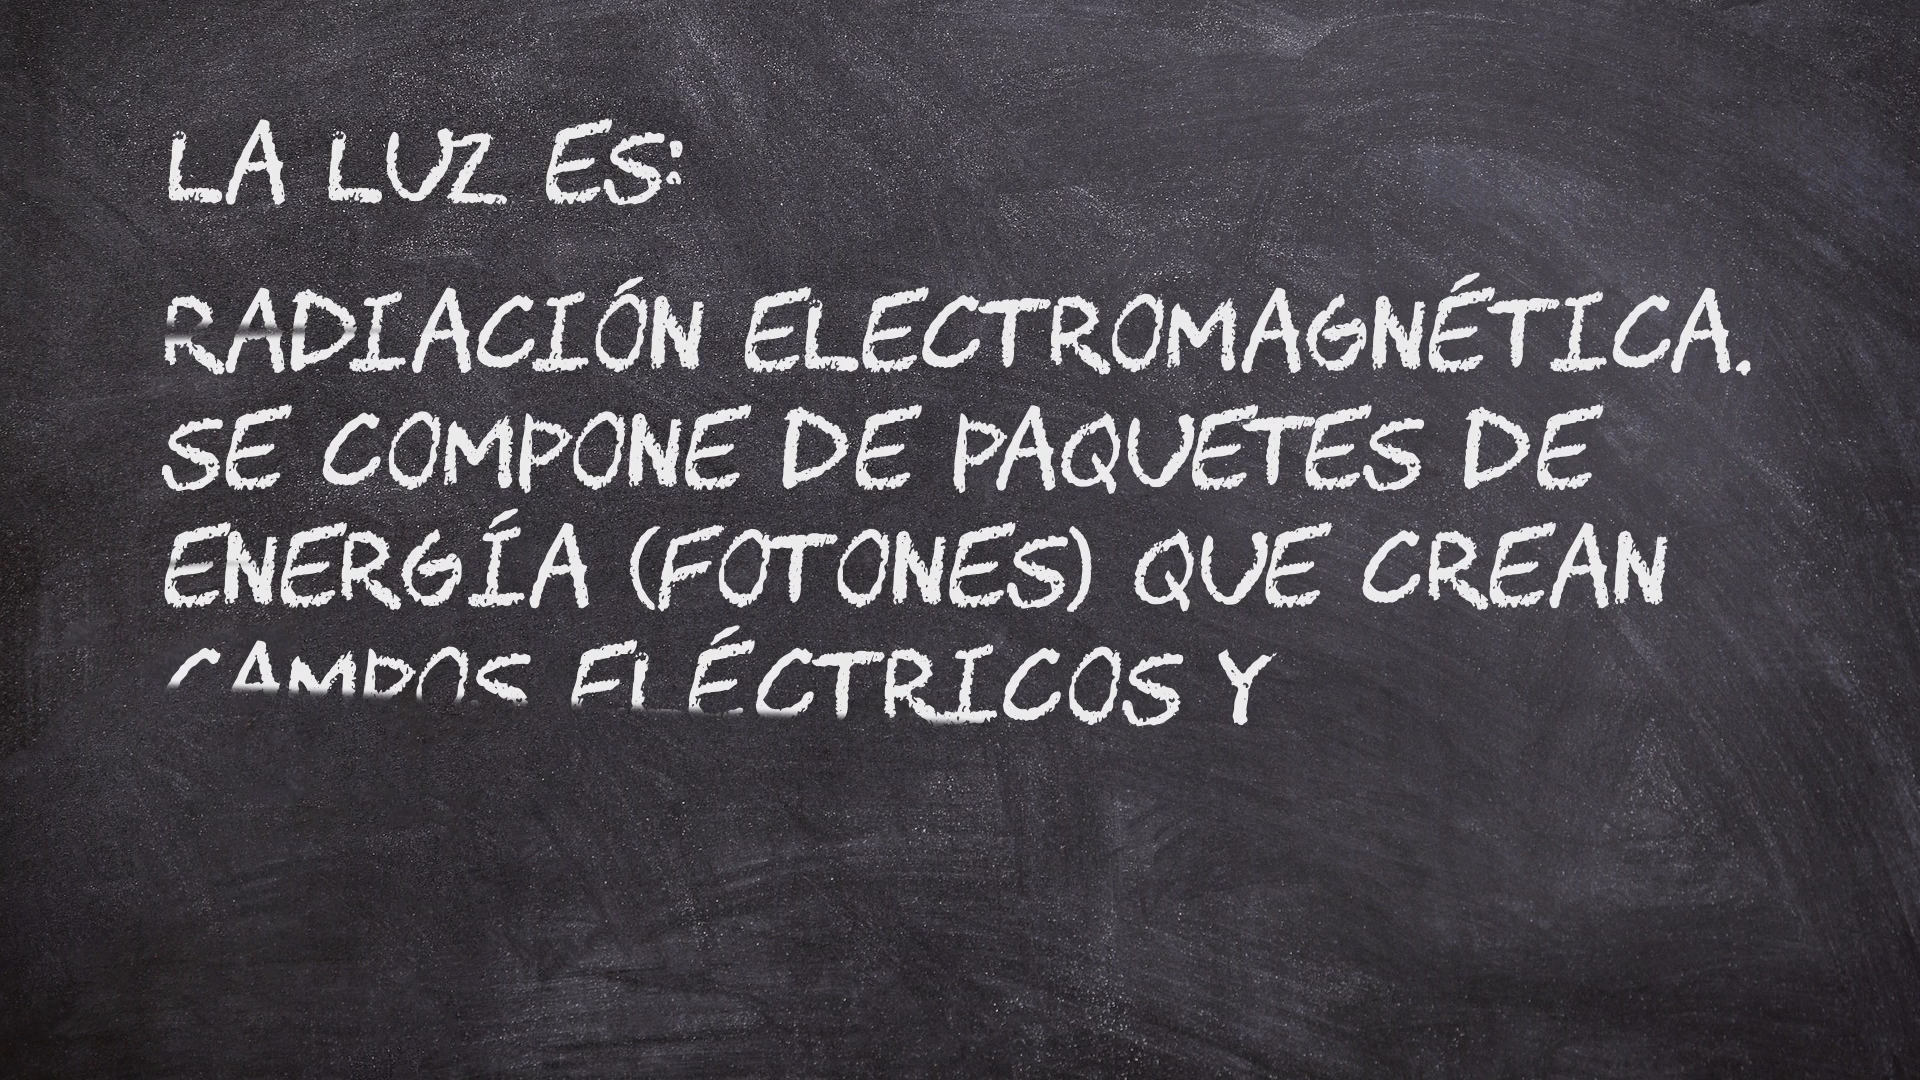 LA LUZ ES:
RADIACIÓN ELECTROMAGNÉTICA.
SE COMPONE DE PAQUETES DE
ENERGÍA (FOTONES) QUE CREAN
CAMPOS ELÉCTRICOS Y